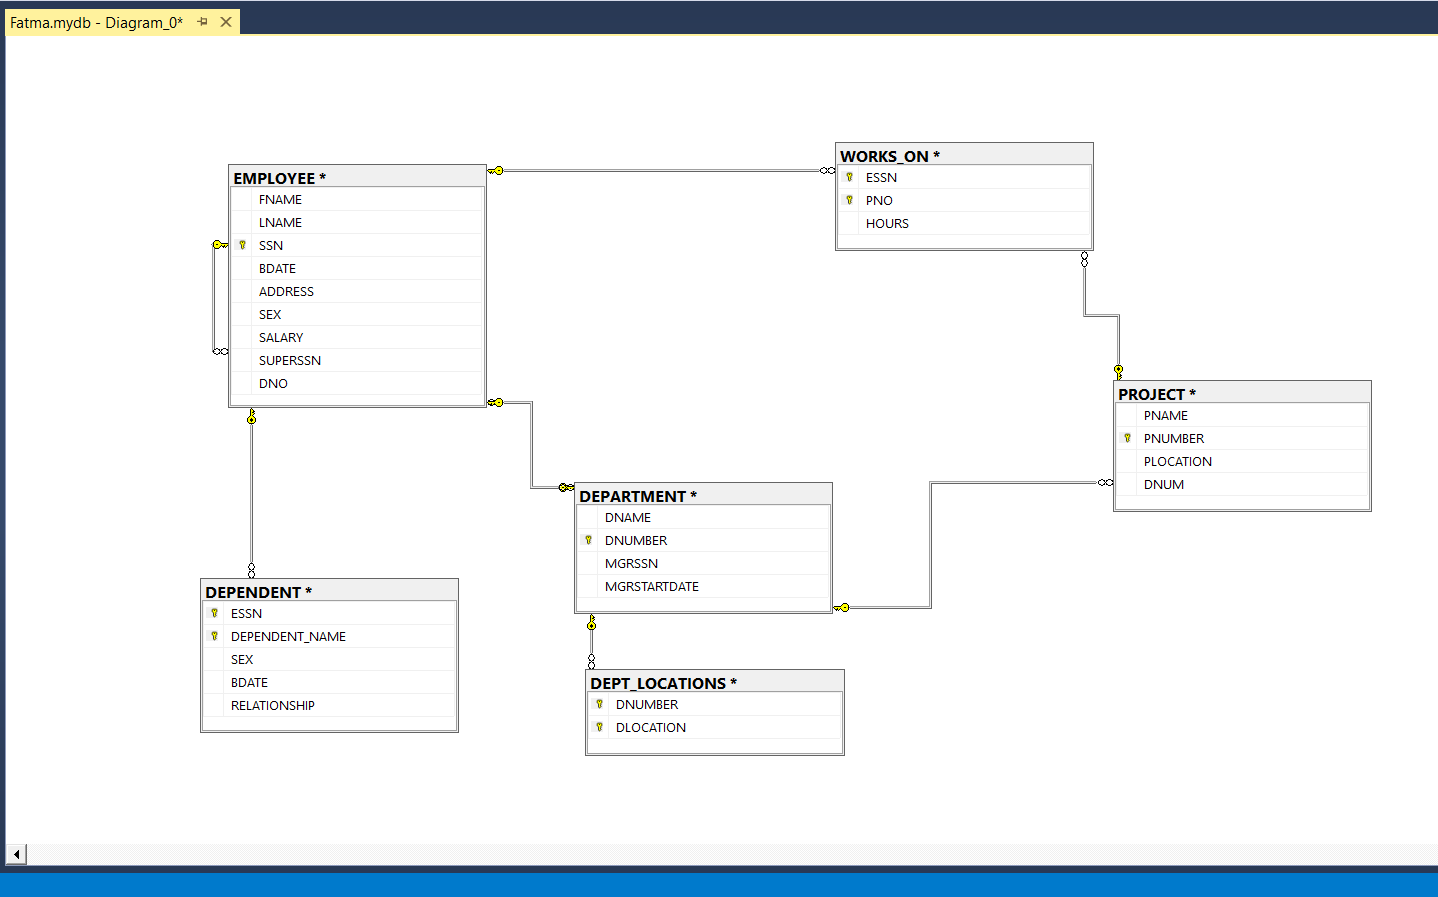 Fatma.mydb - Diagram_0*
EMPLOYEE *
FNAME
LNAME
SSN
BDATE
ADDRESS
SEX
SALARY
SUPERSSN
DNO
WORKS_ON *
ESSN
PNO
HOURS
PROJECT *
PNAME
PNUMBER
PLOCATION
DNUM
DEPARTMENT *
DNAME
DNUMBER
MGRSSN
MGRSTARTDATE
DEPENDENT *
ESSN
DEPENDENT_NAME
SEX
BDATE
RELATIONSHIP
DEPT_LOCATIONS *
DNUMBER
DLOCATION